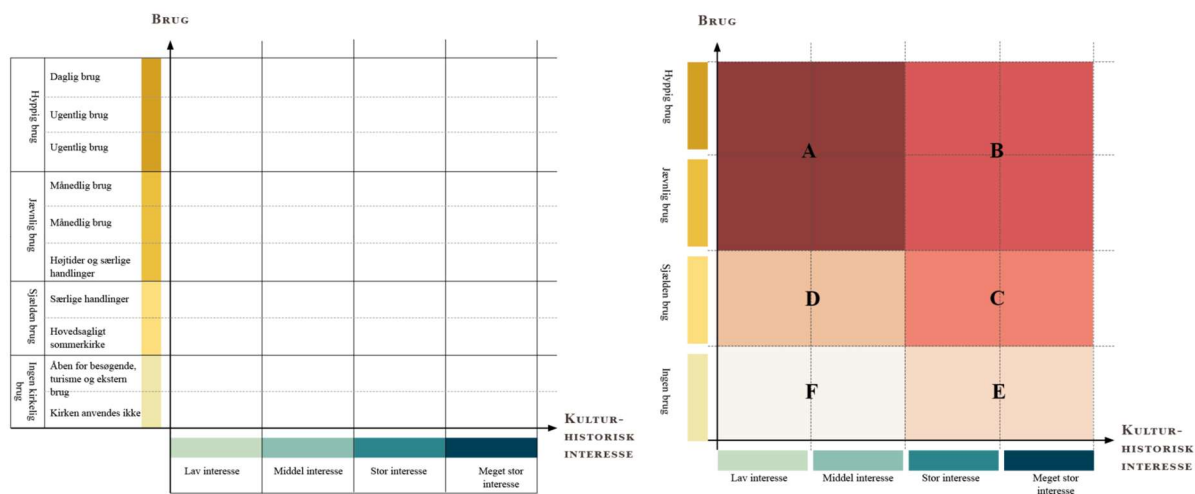 BRUG
Hyppig brug
Daglig brug
Ugentlig brug
Ugentlig brug
Jævnlig brug
Månedlig brug
Månedlig brug
Højtider og særlige
handlinger
Sjælden brug
Særlige handlinger
Hovedsagligt
sommerkirke
Ingen kirkelig
brug
Åben for besøgende,
turisme og ekstern
brug
Kirken anvendes ikke
KULTUR-
HISTORISK
INTERESSE
Lav interesse
Middel interesse
Stor interesse
Meget stor
interesse
BRUG
Hyppig brug
Jævnlig brug
Sjælden brug
Ingen brug
A
B
D
C
F
E
KULTUR-
HISTORISK
INTERESSE
Lav interesse
Middel interesse
Stor interesse
Meget stor
interesse